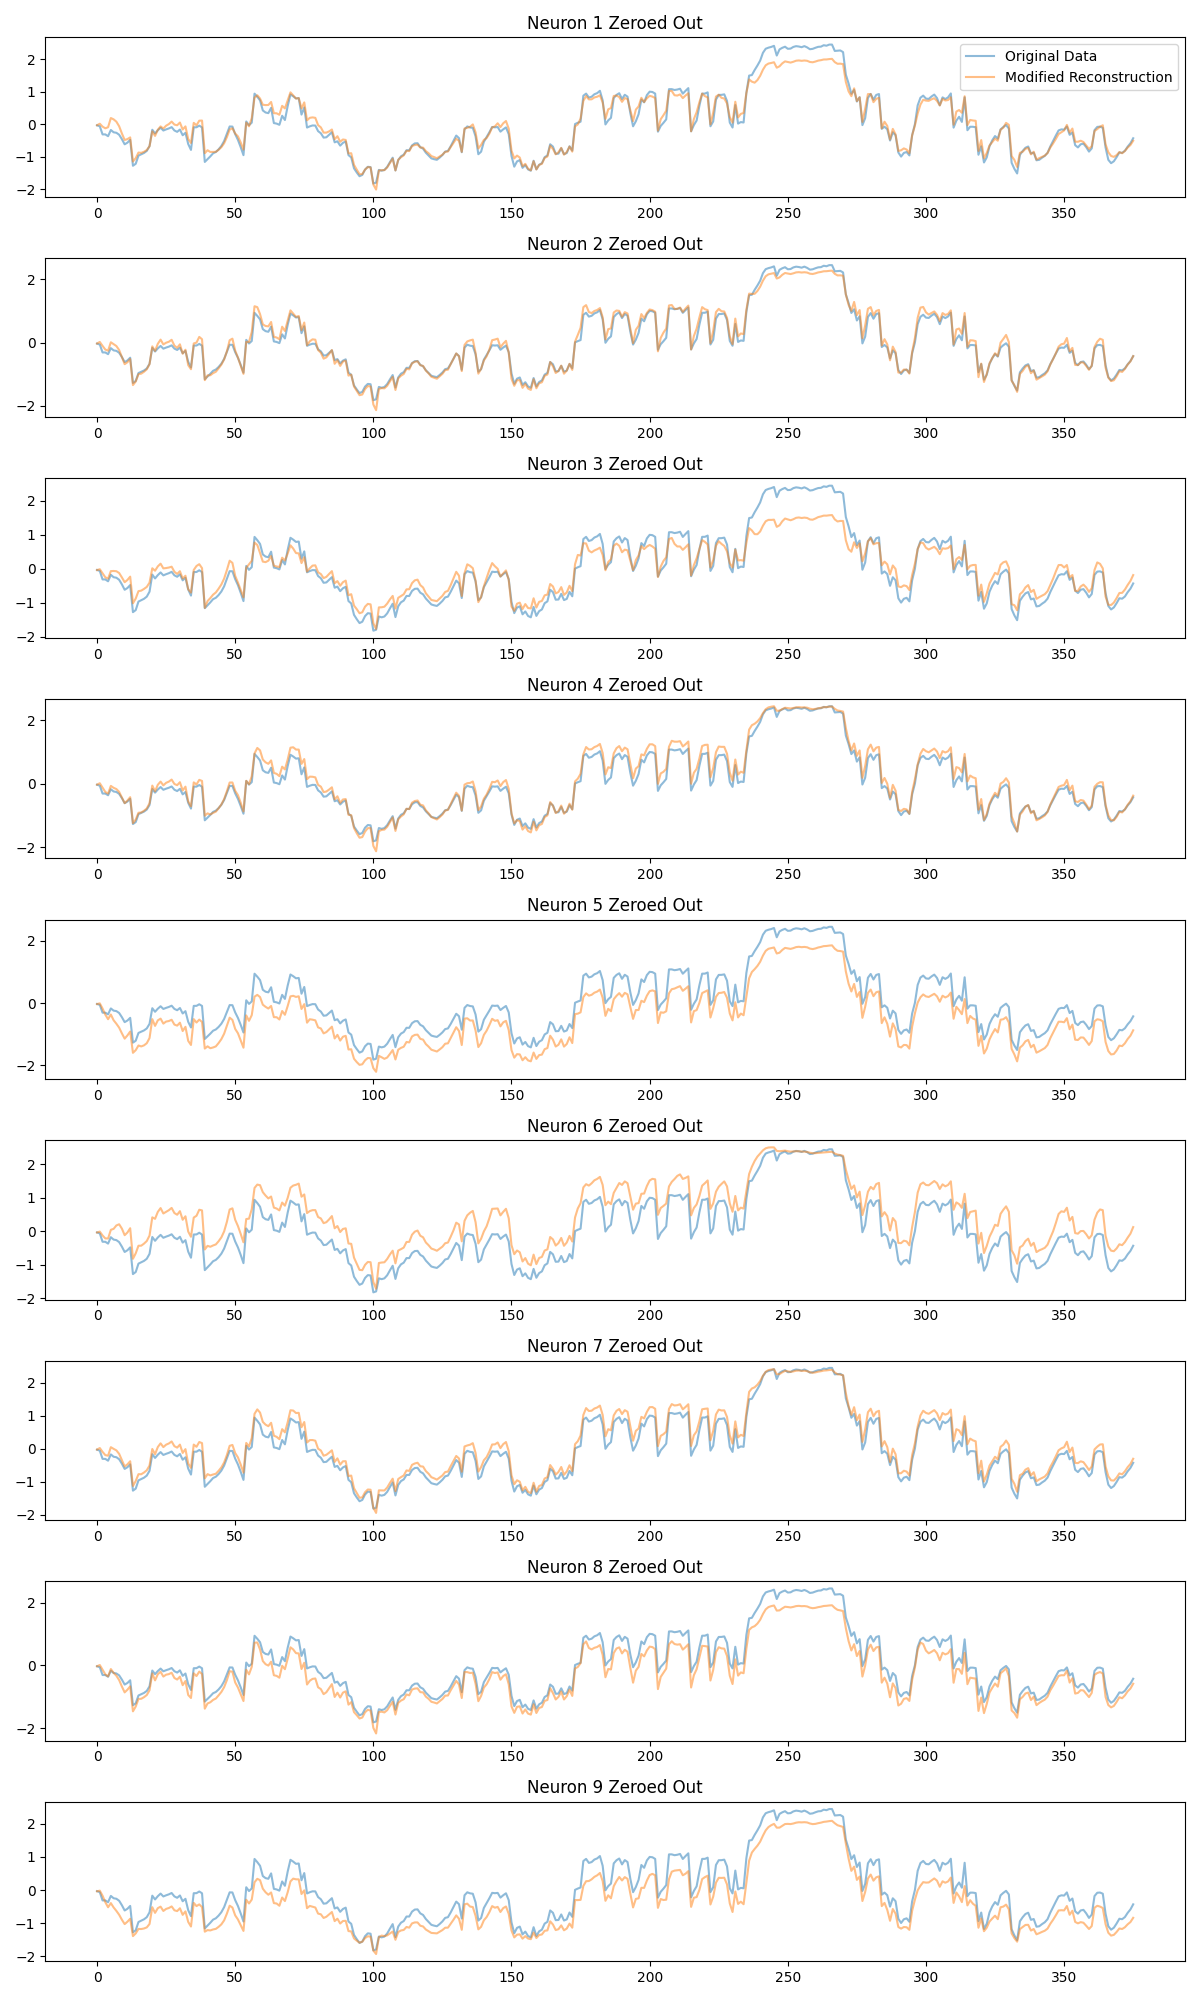 Neuron 1 Zeroed Out
Original Data
Modified Reconstruction
2
1
0
−1
−2
0 50 100 150 200 250 300 350
Neuron 2 Zeroed Out
2
0
−2
0 50 100 150 200 250 300 350
Neuron 3 Zeroed Out
2
1
0
−1
−2
0 50 100 150 200 250 300 350
Neuron 4 Zeroed Out
2
0
−2
0 50 100 150 200 250 300 350
Neuron 5 Zeroed Out
2
0
−2
0 50 100 150 200 250 300 350
Neuron 6 Zeroed Out
2
1
0
−1
−2
0 50 100 150 200 250 300 350
Neuron 7 Zeroed Out
2
1
0
−1
−2
0 50 100 150 200 250 300 350
Neuron 8 Zeroed Out
2
0
−2
0 50 100 150 200 250 300 350
Neuron 9 Zeroed Out
2
1
0
−1
−2
0 50 100 150 200 250 300 350